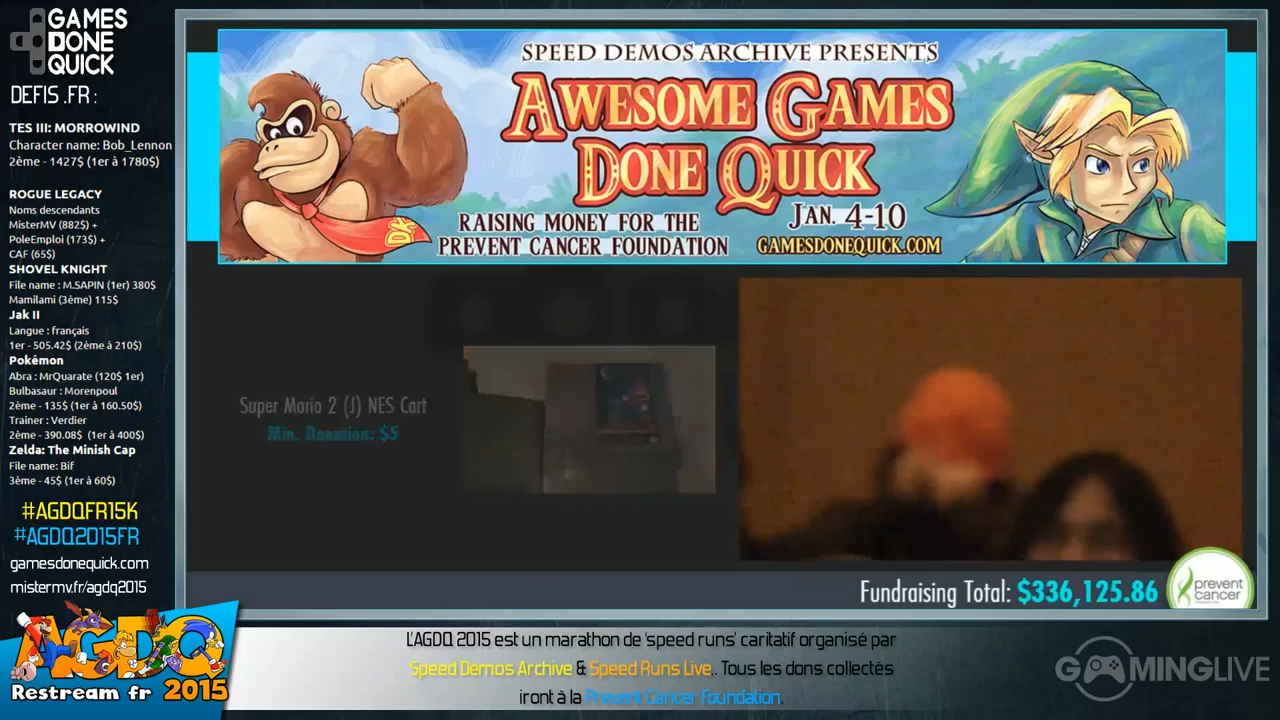 GAMES
DONE
QUICK
DEFIS .FR :
TES III: MORROWIND
Character name: Bob_Lennon
2ème - 1427$ (1er à 1780$)
ROGUE LEGACY
Noms descendants
MisterMV (882$) +
PoleEmploi (173$) +
CAF (65$)
SHOVEL KNIGHT
File name : M.SAPIN (1er) 380$
Mamilami (3ème) 115$
Jak II
Langue : français
1er - 505.42$ (2ème à 210$)
Pokémon
Abra : MrQuarate (120$ 1er)
Bulbasaur : Morenpoul
2ème - 135$ (1er à 160.50$)
Trainer : Verdier
2ème - 390.08$ (1er à 400$)
Zelda: The Minish Cap
File name: Bif
3ème - 45$ (1er à 60$)
#AGDQFR15K
#AGDQ2015FR
gamesdonequick.com
mistermv.fr/agdq2015
AGDQ
Restream fr 2015
SPEED DEMOS ARCHIVE PRESENTS
AWESOME GAMES
DONE QUICK
JAN. 4-10
RAISING MONEY FOR THE
PREVENT CANCER FOUNDATION
GAMESDONEQUICK.COM
DK
Super Mario 2 (J) NES Cart
Min. Donation: $5
Fundraising Total: $336,125.86
prevent
cancer
L'AGDQ 2015 est un marathon de 'speed runs' caritatif organisé par
Speed Demos Archive & Speed Runs Live.. Tous les dons collectés
iront à la Prevent Cancer Foundation.
GAMINGLIVE